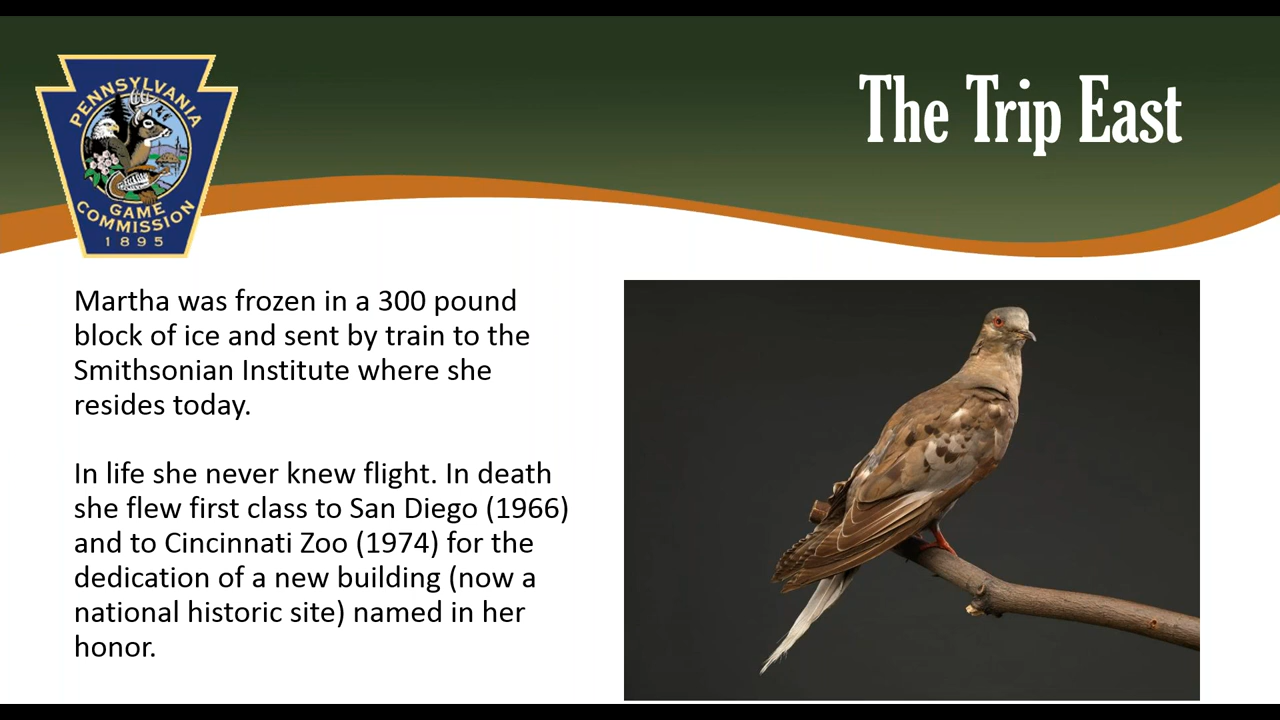 PENNSYLVANIA
GAME
COMMISSION
1895
The Trip East
Martha was frozen in a 300 pound
block of ice and sent by train to the
Smithsonian Institute where she
resides today.
In life she never knew flight. In death
she flew first class to San Diego (1966)
and to Cincinnati Zoo (1974) for the
dedication of a new building (now a
national historic site) named in her
honor.